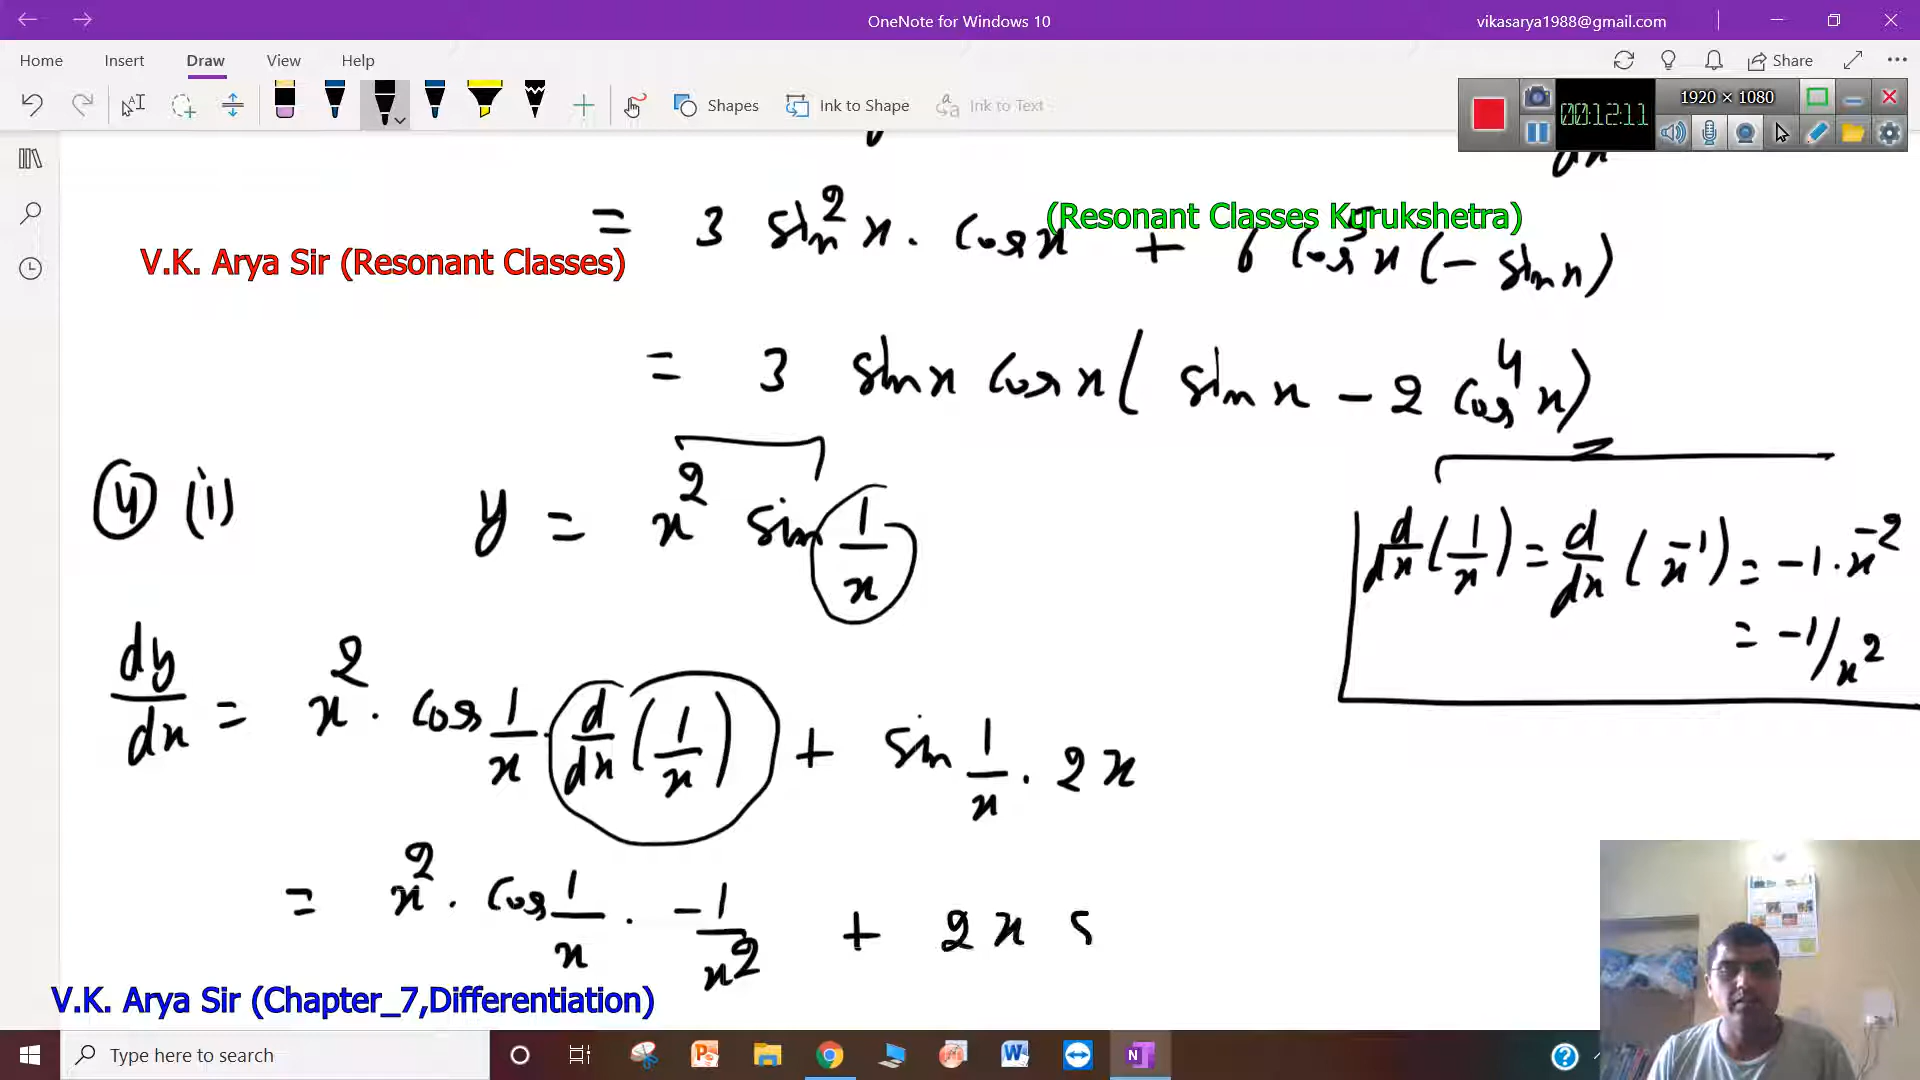 OneNote for Windows 10
vikasarya1988@gmail.com
Home Insert Draw View Help
Share
Shapes Ink to Shape Ink to Text
1920 × 1080
00:12:11
= 3 sin²x . cosx + 6 cos⁵x (- sinx)
(Resonant Classes Kurukshetra)
V.K. Arya Sir (Resonant Classes)
= 3 sinx cosx ( sinx - 2 cos⁴x)
④ (i) y = x² sin 1/x
d/dx (1/x) = d/dx (x⁻¹) = -1 . x⁻²
= -1/x²
dy/dx = x² . cos 1/x . d/dx (1/x) + sin 1/x . 2x
= x² . cos 1/x . -1/x² + 2x s
V.K. Arya Sir (Chapter_7,Differentiation)
Type here to search